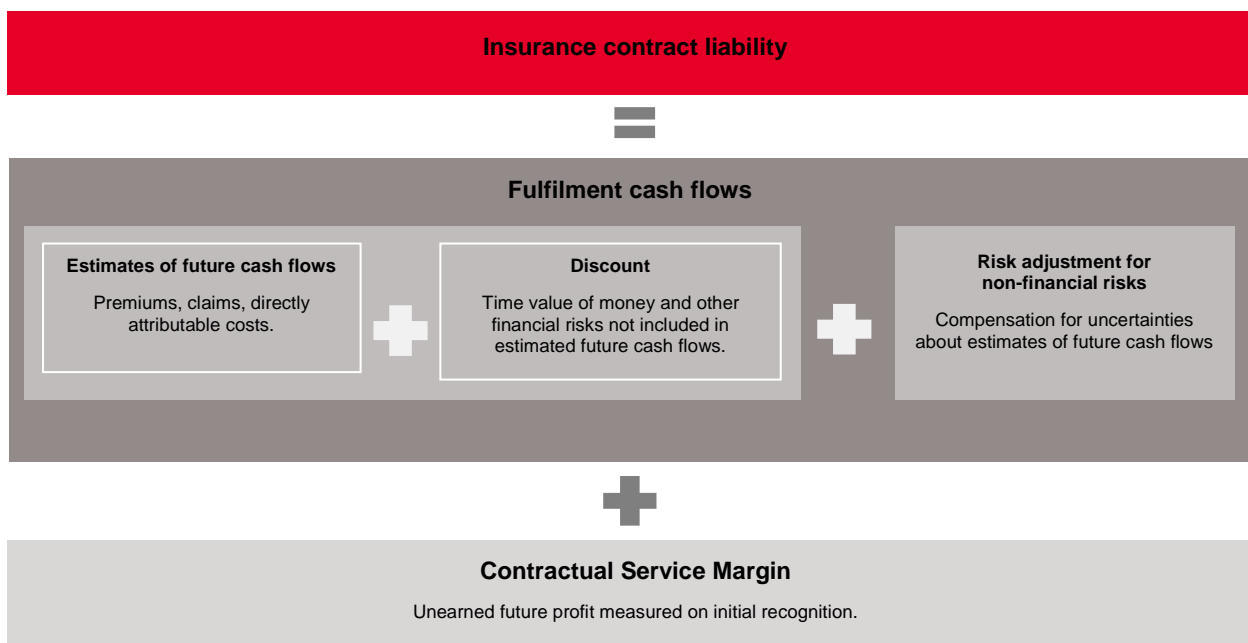 Insurance contract liability
Fulfilment cash flows
Estimates of future cash flows
Premiums, claims, directly
attributable costs.
Discount
Time value of money and other
financial risks not included in
estimated future cash flows.
Risk adjustment for
non-financial risks
Compensation for uncertainties
about estimates of future cash flows
Contractual Service Margin
Unearned future profit measured on initial recognition.